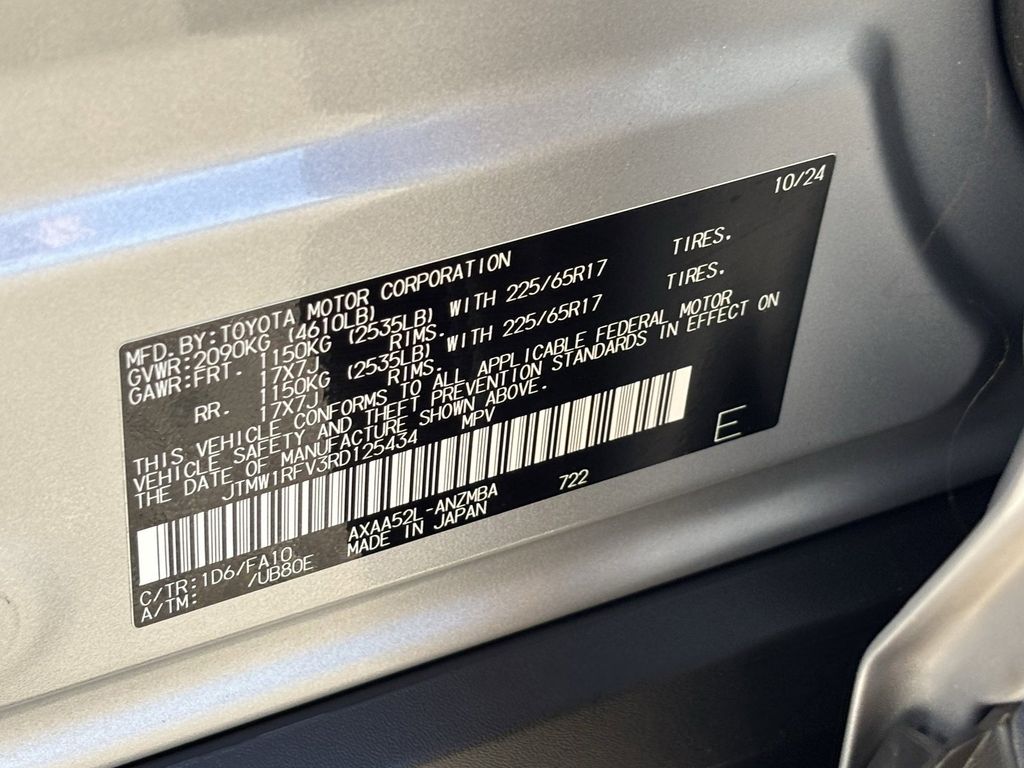 10/24
MFD. BY: TOYOTA MOTOR CORPORATION
GVWR: 2090KG (4610LB)
GAWR: FRT. 1150KG (2535LB) WITH 225/65R17 TIRES.
17X7J RIMS.
RR. 1150KG (2535LB) WITH 225/65R17 TIRES.
17X7J RIMS.
THIS VEHICLE CONFORMS TO ALL APPLICABLE FEDERAL MOTOR
VEHICLE SAFETY AND THEFT PREVENTION STANDARDS IN EFFECT ON
THE DATE OF MANUFACTURE SHOWN ABOVE.
JTMW1RFV3RD125434 MPV
E
C/TR: 1D6/FA10 AXAA52L-ANZMBA 722
A/TM: /UB80E MADE IN JAPAN